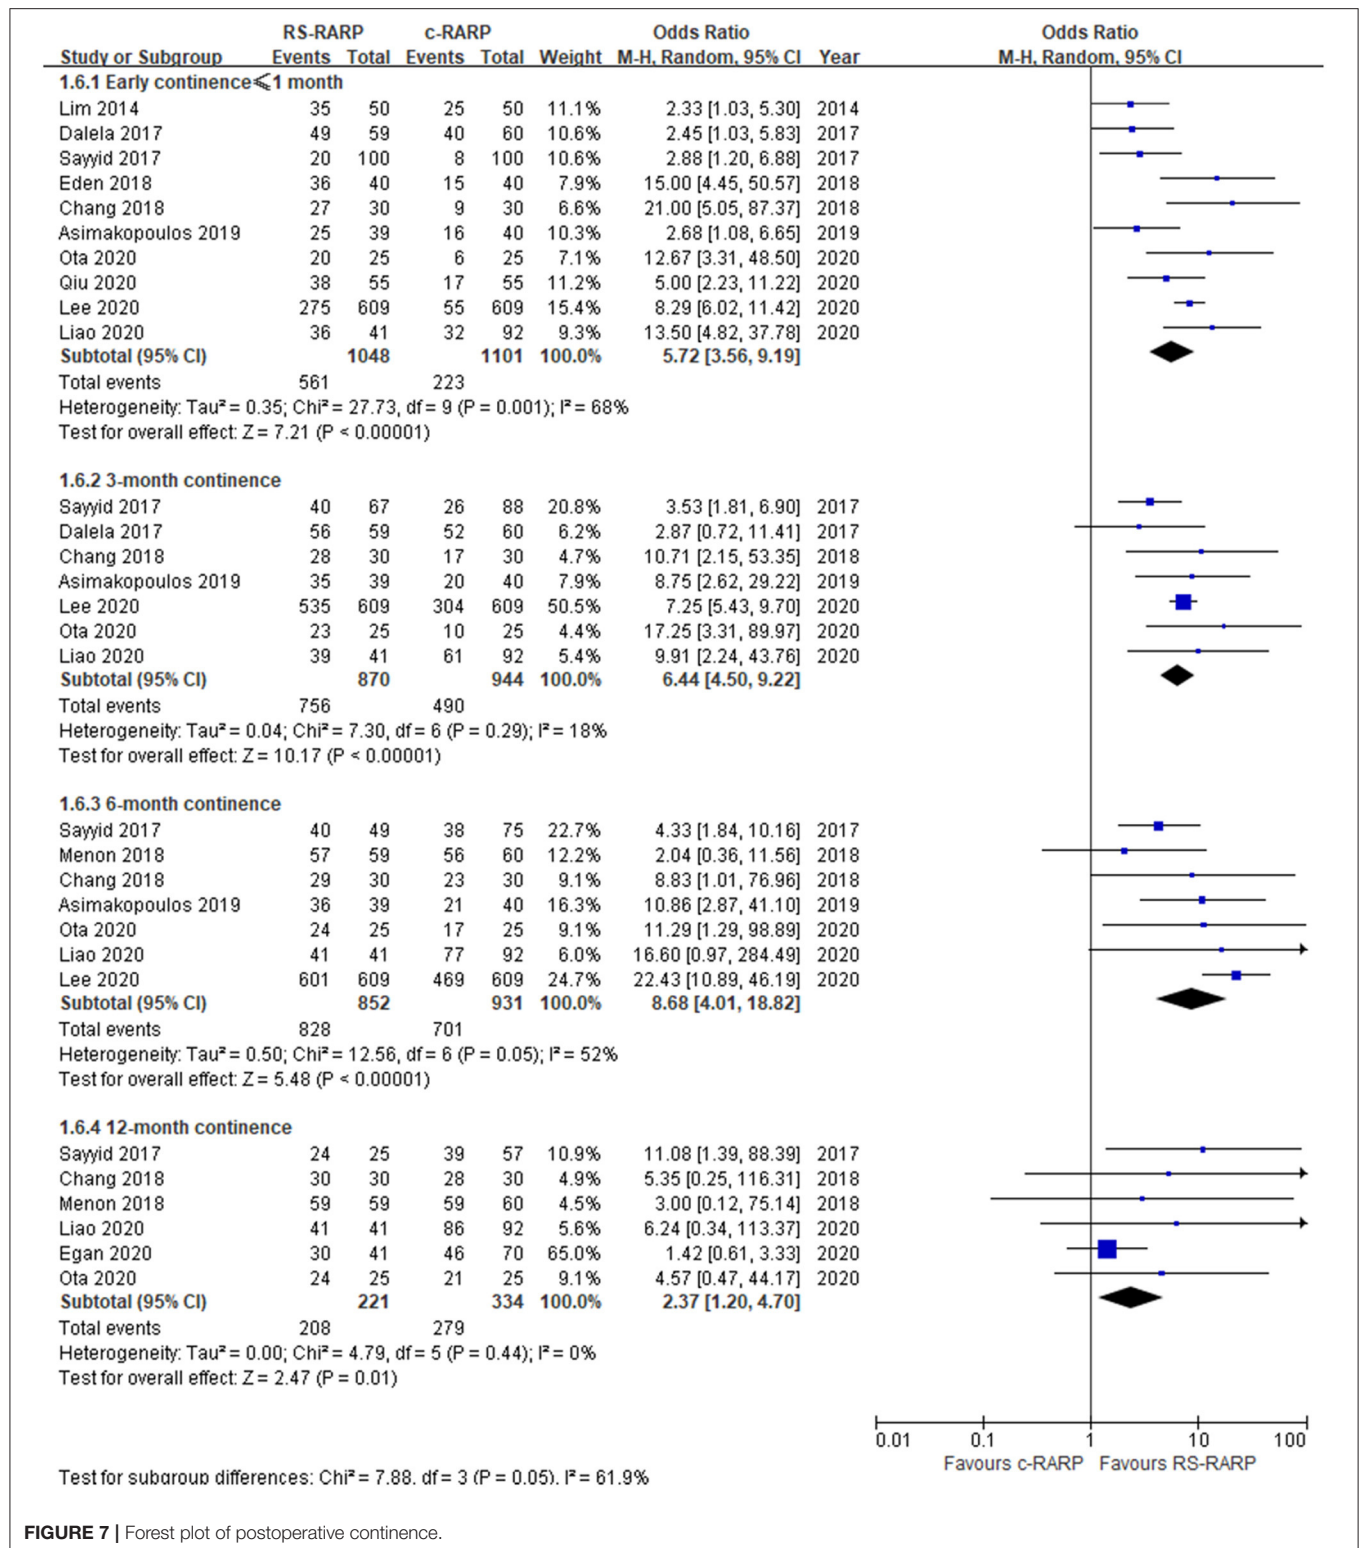 RS-RARP c-RARP Odds Ratio Odds Ratio
Study or Subgroup Events Total Events Total Weight M-H, Random, 95% CI Year M-H, Random, 95% CI
1.6.1 Early continence⩽1 month
Lim 2014 35 50 25 50 11.1% 2.33 [1.03, 5.30] 2014
Dalela 2017 49 59 40 60 10.6% 2.45 [1.03, 5.83] 2017
Sayyid 2017 20 100 8 100 10.6% 2.88 [1.20, 6.88] 2017
Eden 2018 36 40 15 40 7.9% 15.00 [4.45, 50.57] 2018
Chang 2018 27 30 9 30 6.6% 21.00 [5.05, 87.37] 2018
Asimakopoulos 2019 25 39 16 40 10.3% 2.68 [1.08, 6.65] 2019
Ota 2020 20 25 6 25 7.1% 12.67 [3.31, 48.50] 2020
Qiu 2020 38 55 17 55 11.2% 5.00 [2.23, 11.22] 2020
Lee 2020 275 609 55 609 15.4% 8.29 [6.02, 11.42] 2020
Liao 2020 36 41 32 92 9.3% 13.50 [4.82, 37.78] 2020
Subtotal (95% CI) 1048 1101 100.0% 5.72 [3.56, 9.19]
Total events 561 223
Heterogeneity: Tau² = 0.35; Chi² = 27.73, df = 9 (P = 0.001); I² = 68%
Test for overall effect: Z = 7.21 (P < 0.00001)
1.6.2 3-month continence
Sayyid 2017 40 67 26 88 20.8% 3.53 [1.81, 6.90] 2017
Dalela 2017 56 59 52 60 6.2% 2.87 [0.72, 11.41] 2017
Chang 2018 28 30 17 30 4.7% 10.71 [2.15, 53.35] 2018
Asimakopoulos 2019 35 39 20 40 7.9% 8.75 [2.62, 29.22] 2019
Lee 2020 535 609 304 609 50.5% 7.25 [5.43, 9.70] 2020
Ota 2020 23 25 10 25 4.4% 17.25 [3.31, 89.97] 2020
Liao 2020 39 41 61 92 5.4% 9.91 [2.24, 43.76] 2020
Subtotal (95% CI) 870 944 100.0% 6.44 [4.50, 9.22]
Total events 756 490
Heterogeneity: Tau² = 0.04; Chi² = 7.30, df = 6 (P = 0.29); I² = 18%
Test for overall effect: Z = 10.17 (P < 0.00001)
1.6.3 6-month continence
Sayyid 2017 40 49 38 75 22.7% 4.33 [1.84, 10.16] 2017
Menon 2018 57 59 56 60 12.2% 2.04 [0.36, 11.56] 2018
Chang 2018 29 30 23 30 9.1% 8.83 [1.01, 76.96] 2018
Asimakopoulos 2019 36 39 21 40 16.3% 10.86 [2.87, 41.10] 2019
Ota 2020 24 25 17 25 9.1% 11.29 [1.29, 98.89] 2020
Liao 2020 41 41 77 92 6.0% 16.60 [0.97, 284.49] 2020
Lee 2020 601 609 469 609 24.7% 22.43 [10.89, 46.19] 2020
Subtotal (95% CI) 852 931 100.0% 8.68 [4.01, 18.82]
Total events 828 701
Heterogeneity: Tau² = 0.50; Chi² = 12.56, df = 6 (P = 0.05); I² = 52%
Test for overall effect: Z = 5.48 (P < 0.00001)
1.6.4 12-month continence
Sayyid 2017 24 25 39 57 10.9% 11.08 [1.39, 88.39] 2017
Chang 2018 30 30 28 30 4.9% 5.35 [0.25, 116.31] 2018
Menon 2018 59 59 59 60 4.5% 3.00 [0.12, 75.14] 2018
Liao 2020 41 41 86 92 5.6% 6.24 [0.34, 113.37] 2020
Egan 2020 30 41 46 70 65.0% 1.42 [0.61, 3.33] 2020
Ota 2020 24 25 21 25 9.1% 4.57 [0.47, 44.17] 2020
Subtotal (95% CI) 221 334 100.0% 2.37 [1.20, 4.70]
Total events 208 279
Heterogeneity: Tau² = 0.00; Chi² = 4.79, df = 5 (P = 0.44); I² = 0%
Test for overall effect: Z = 2.47 (P = 0.01)
0.01 0.1 1 10 100
Favours c-RARP Favours RS-RARP
Test for subgroup differences: Chi² = 7.88. df = 3 (P = 0.05). I² = 61.9%
FIGURE 7 | Forest plot of postoperative continence.